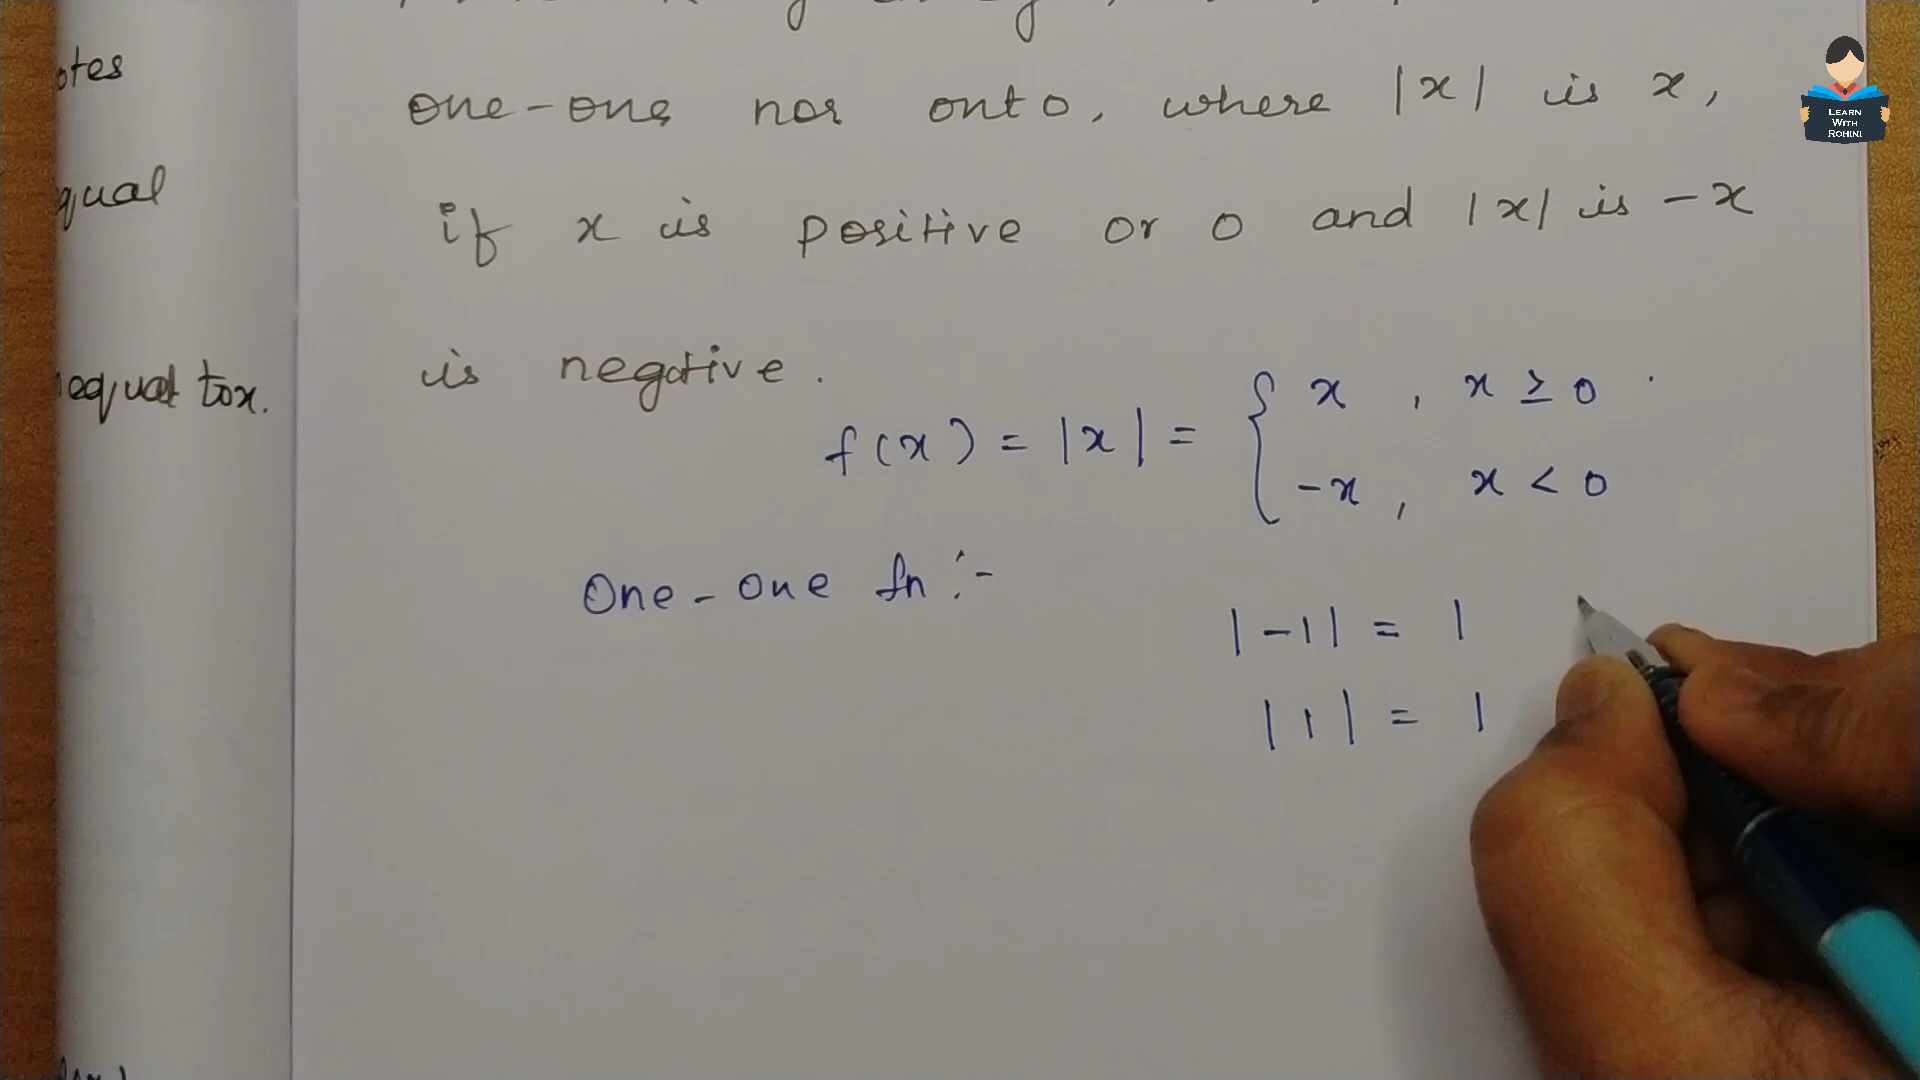 otes
qual
equal to x.
one-one nor onto, where |x| is x,
if x is positive or 0 and |x| is -x
is negative.
f(x) = |x| = { x , x ≥ 0
-x , x < 0
One-one fn :-
|-1| = 1
|1| = 1
LEARN
WITH
ROHINI